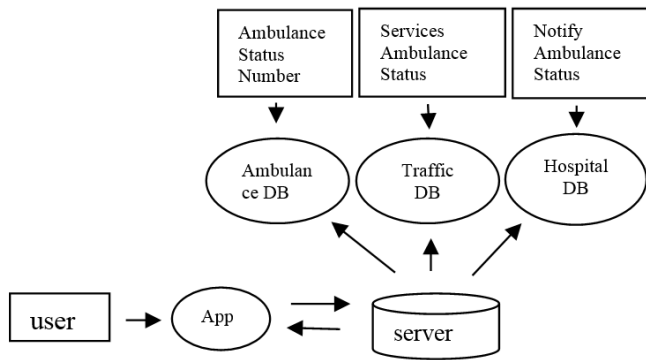 Ambulance
Status
Number
Services
Ambulance
Status
Notify
Ambulance
Status
Ambulan
ce DB
Traffic
DB
Hospital
DB
user
App
server